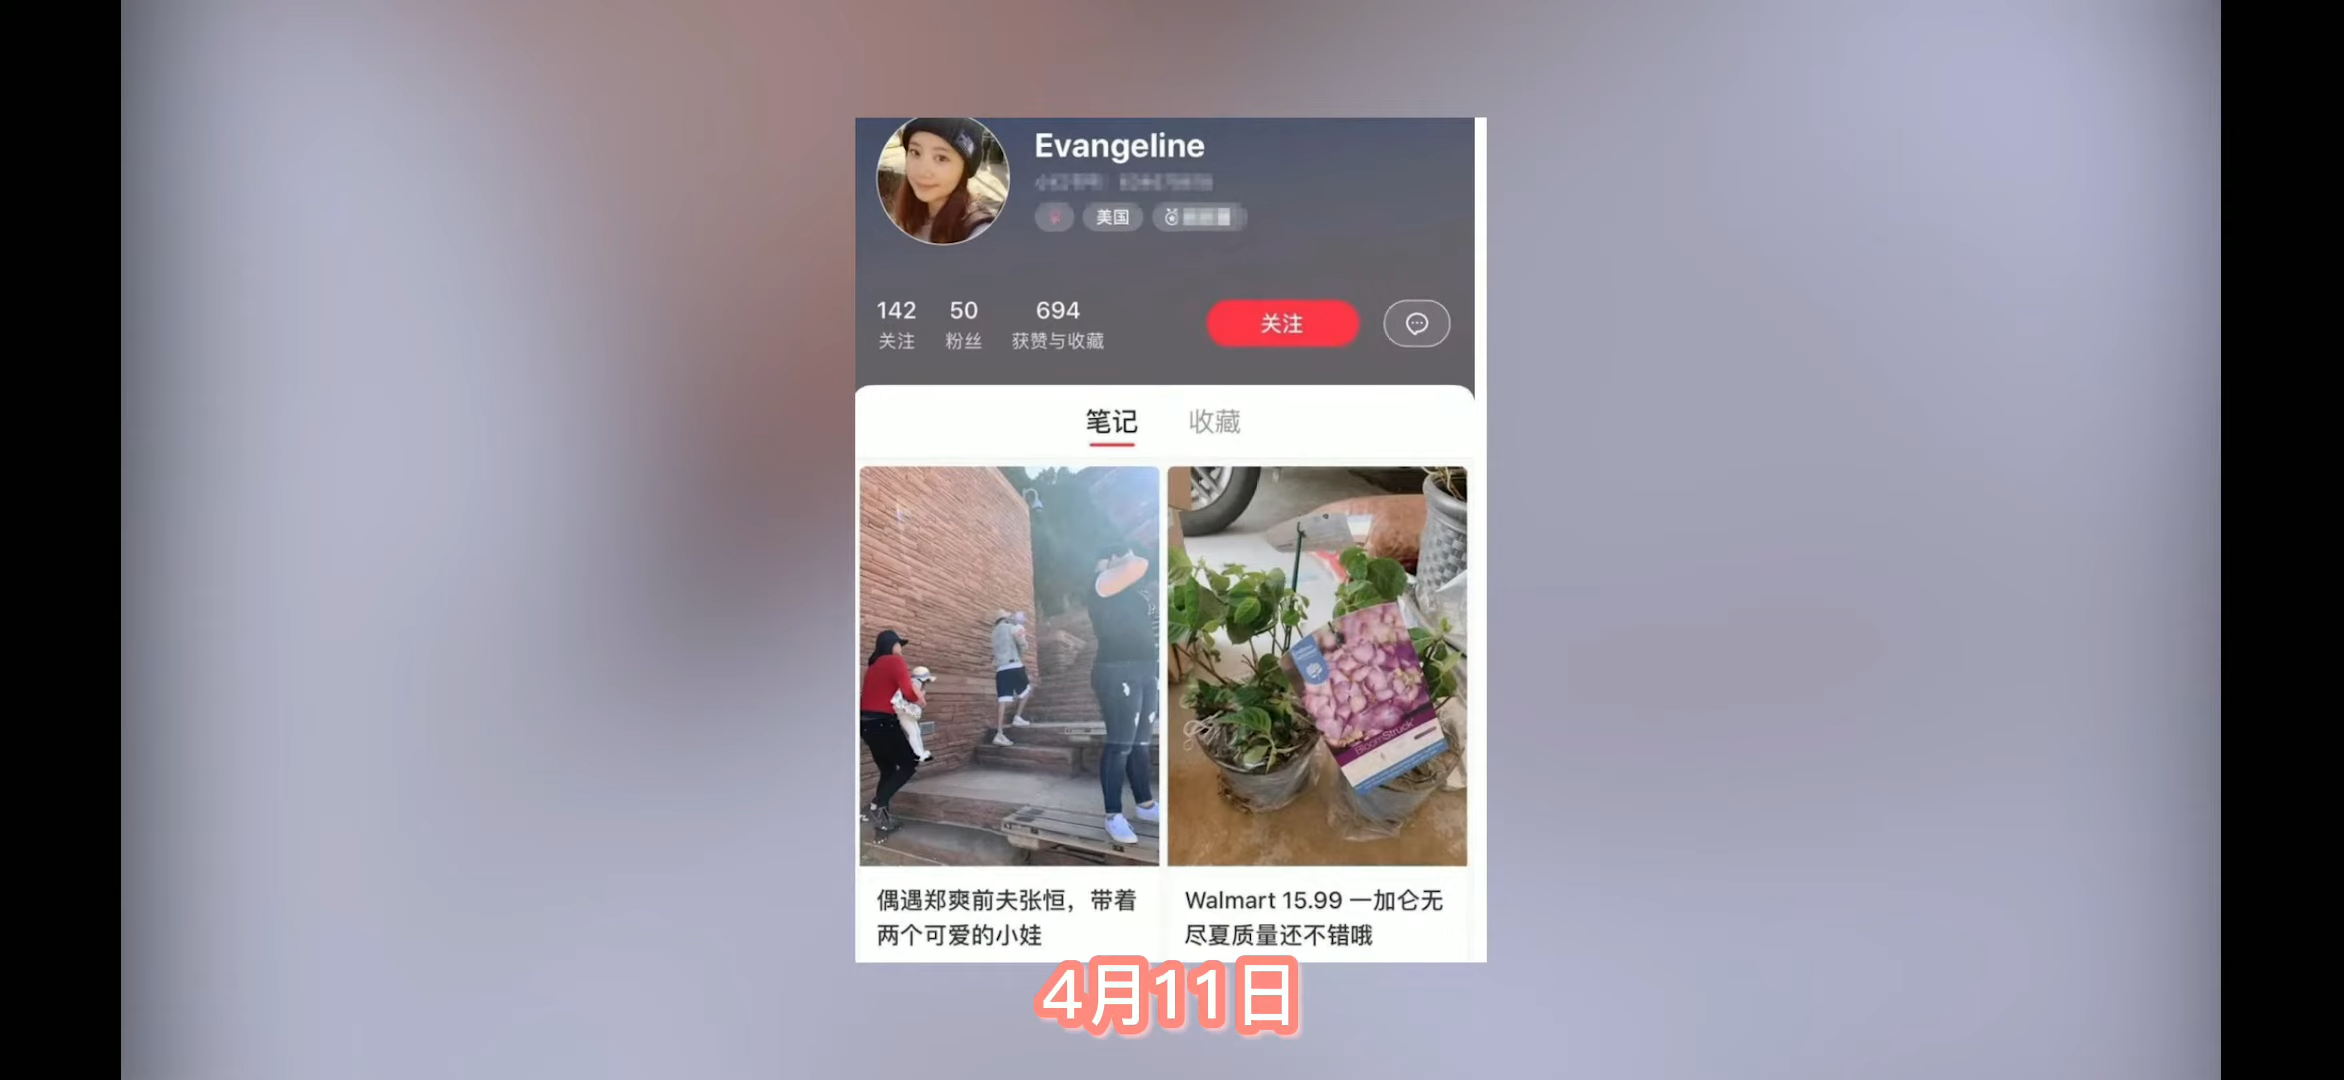 Evangeline
美国
142
50
694
关注
粉丝
获赞与收藏
关注
笔记
收藏
BloomStruck
偶遇郑爽前夫张恒，带着
两个可爱的小娃
Walmart 15.99 一加仑无
尽夏质量还不错哦
4月11日